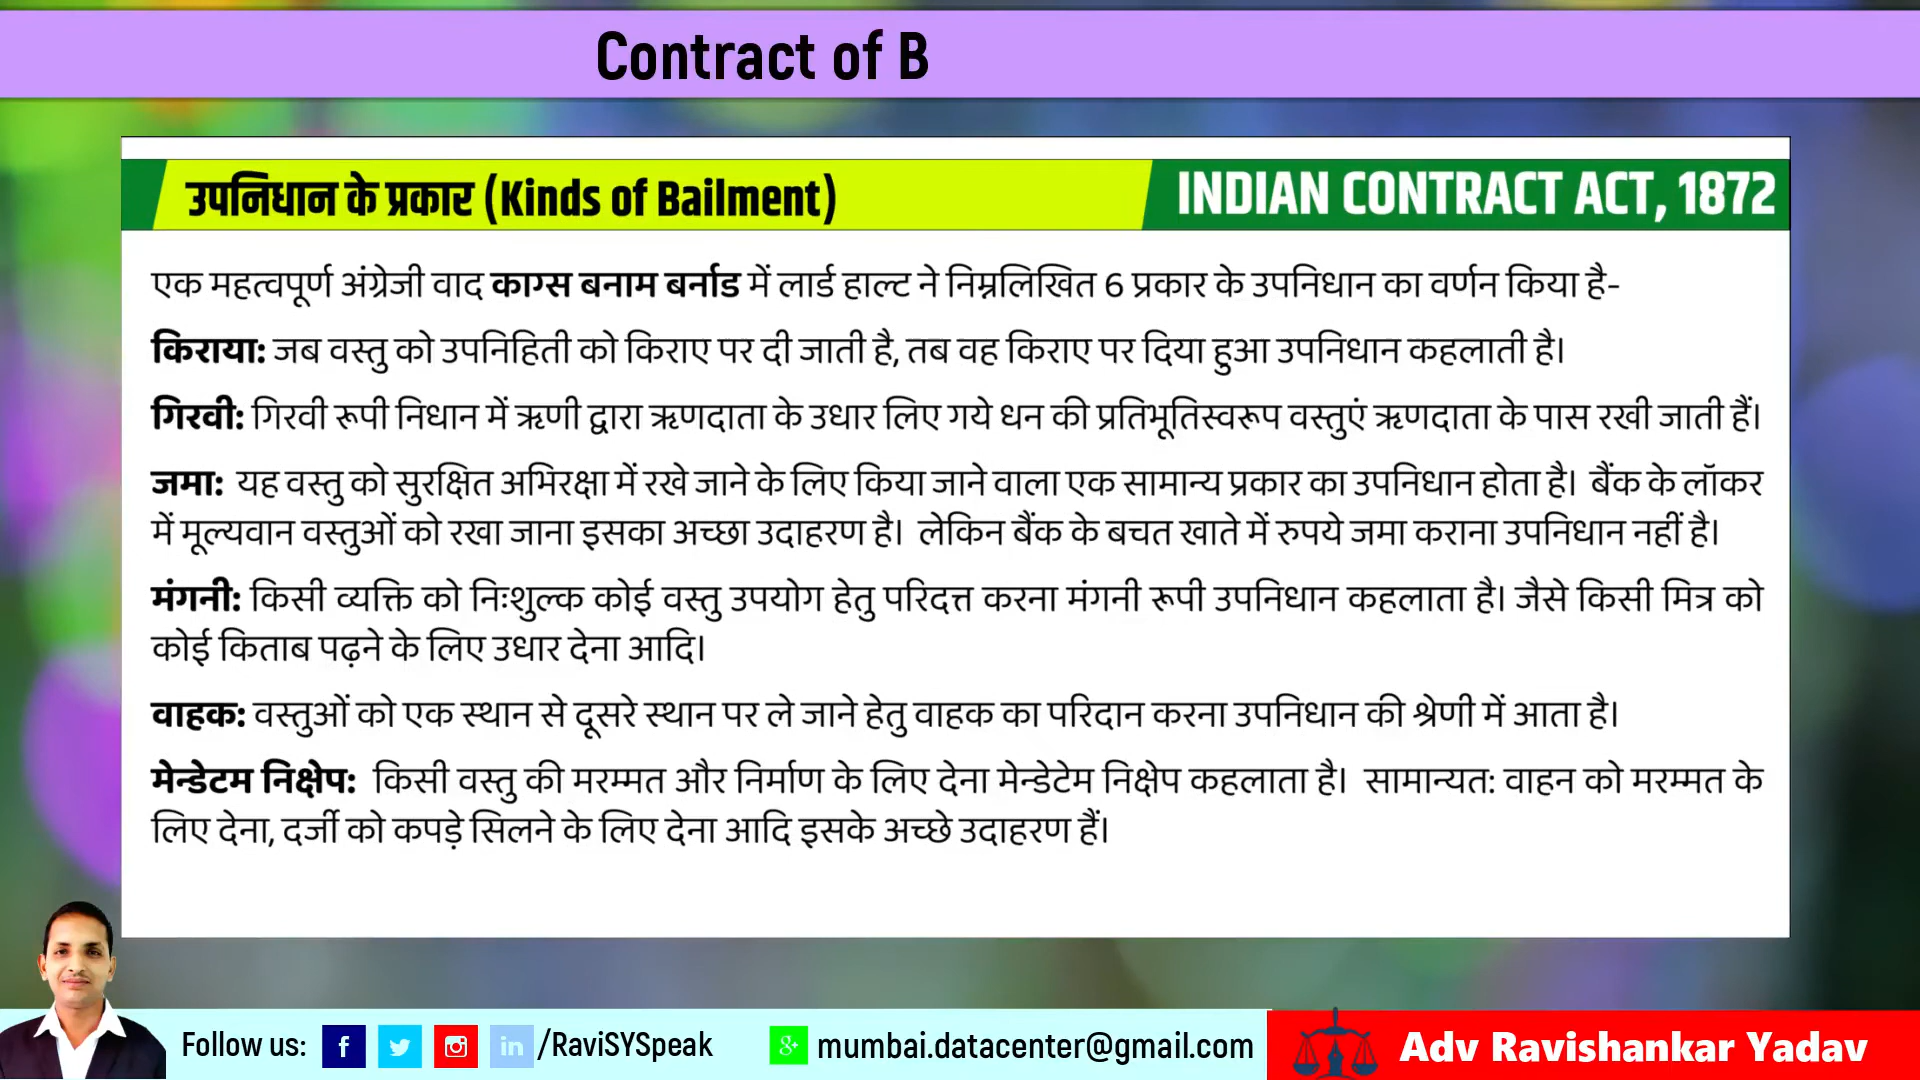 Contract of B
उपनिधान के प्रकार (Kinds of Bailment)
INDIAN CONTRACT ACT, 1872
एक महत्वपूर्ण अंग्रेजी वाद काग्स बनाम बर्नाड में लार्ड हाल्ट ने निम्नलिखित 6 प्रकार के उपनिधान का वर्णन किया है-
किराया: जब वस्तु को उपनिहिती को किराए पर दी जाती है, तब वह किराए पर दिया हुआ उपनिधान कहलाती है।
गिरवी: गिरवी रूपी निधान में ऋणी द्वारा ऋणदाता के उधार लिए गये धन की प्रतिभूतिस्वरूप वस्तुएं ऋणदाता के पास रखी जाती हैं।
जमा: यह वस्तु को सुरक्षित अभिरक्षा में रखे जाने के लिए किया जाने वाला एक सामान्य प्रकार का उपनिधान होता है। बैंक के लॉकर
में मूल्यवान वस्तुओं को रखा जाना इसका अच्छा उदाहरण है। लेकिन बैंक के बचत खाते में रुपये जमा कराना उपनिधान नहीं है।
मंगनी: किसी व्यक्ति को निःशुल्क कोई वस्तु उपयोग हेतु परिदत्त करना मंगनी रूपी उपनिधान कहलाता है। जैसे किसी मित्र को
कोई किताब पढ़ने के लिए उधार देना आदि।
वाहक: वस्तुओं को एक स्थान से दूसरे स्थान पर ले जाने हेतु वाहक का परिदान करना उपनिधान की श्रेणी में आता है।
मेन्डेटम निक्षेप: किसी वस्तु की मरम्मत और निर्माण के लिए देना मेन्डेटेम निक्षेप कहलाता है। सामान्यत: वाहन को मरम्मत के
लिए देना, दर्जी को कपड़े सिलने के लिए देना आदि इसके अच्छे उदाहरण हैं।
Follow us: f in /RaviSYSpeak g+ mumbai.datacenter@gmail.com
Adv Ravishankar Yadav